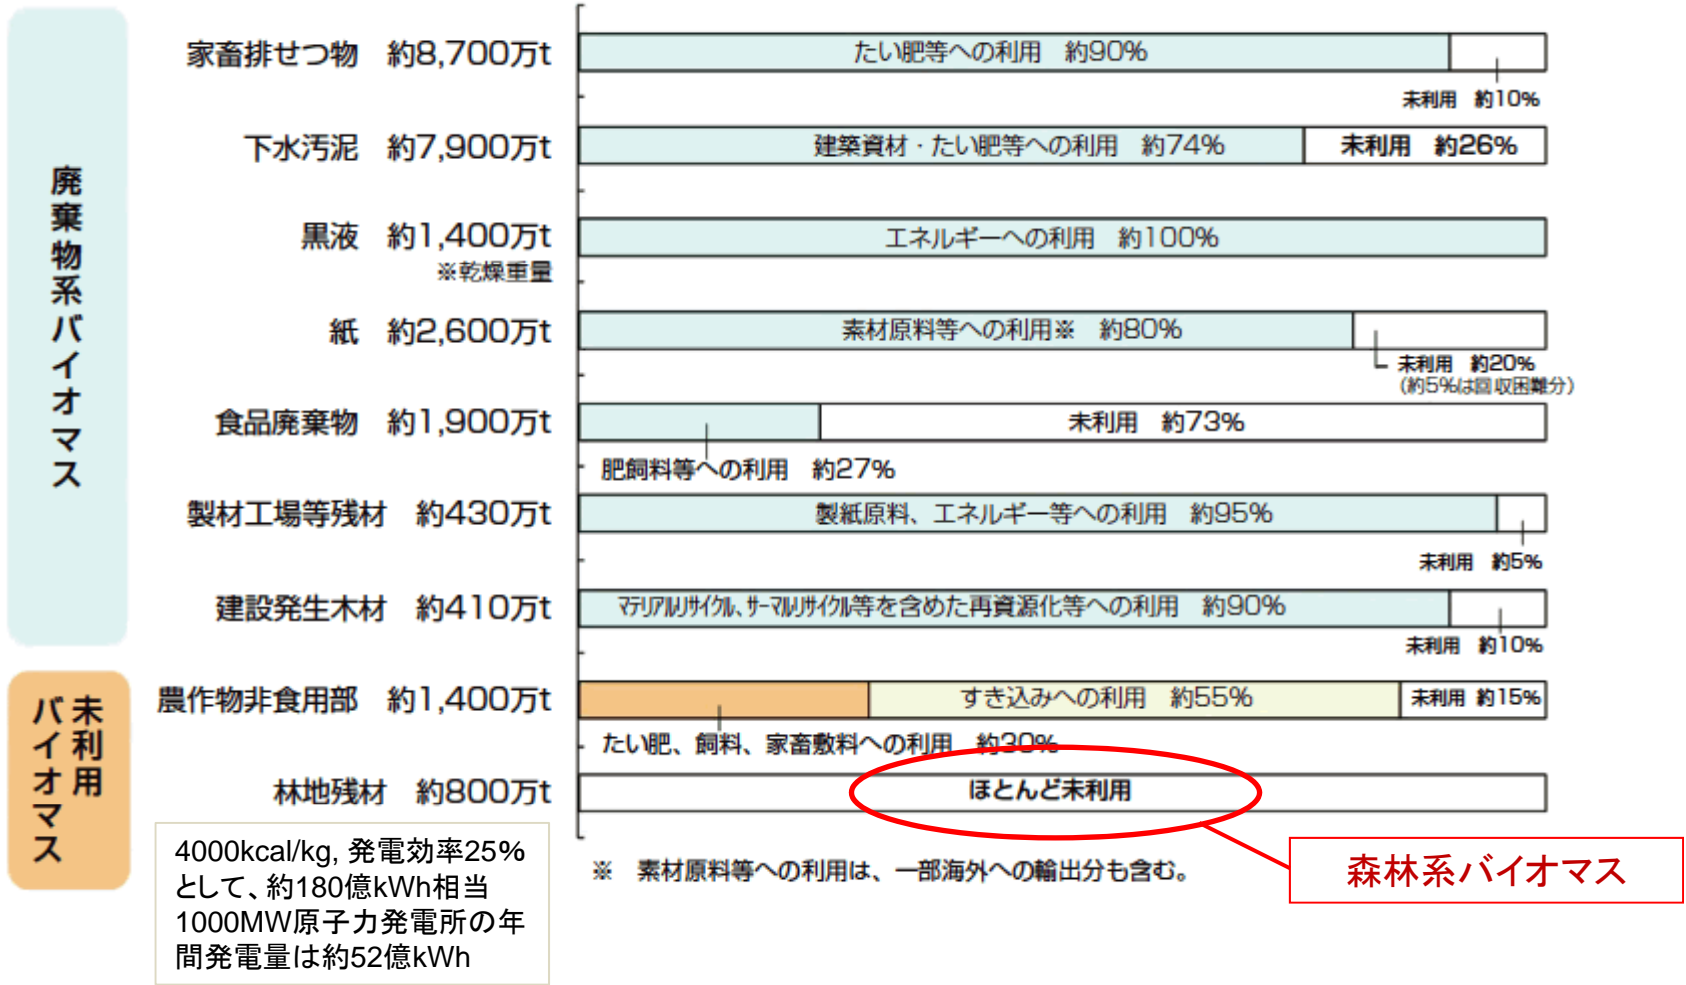 廃棄物系バイオマス
家畜排せつ物 約8,700万t
たい肥等への利用 約90%
未利用 約10%
下水汚泥 約7,900万t
建築資材・たい肥等への利用 約74%
未利用 約26%
黒液 約1,400万t
※乾燥重量
エネルギーへの利用 約100%
紙 約2,600万t
素材原料等への利用※ 約80%
未利用 約20%
(約5%は回収困難分)
食品廃棄物 約1,900万t
未利用 約73%
肥飼料等への利用 約27%
製材工場等残材 約430万t
製紙原料、エネルギー等への利用 約95%
未利用 約5%
建設発生木材 約410万t
マテリアルリサイクル、サーマルリサイクル等を含めた再資源化等への利用 約90%
未利用 約10%
未利用
バイオマス
農作物非食用部 約1,400万t
すき込みへの利用 約55%
未利用 約15%
たい肥、飼料、家畜敷料への利用 約30%
林地残材 約800万t
ほとんど未利用
4000kcal/kg, 発電効率25%
として、約180億kWh相当
1000MW原子力発電所の年
間発電量は約52億kWh
※ 素材原料等への利用は、一部海外への輸出分も含む。
森林系バイオマス